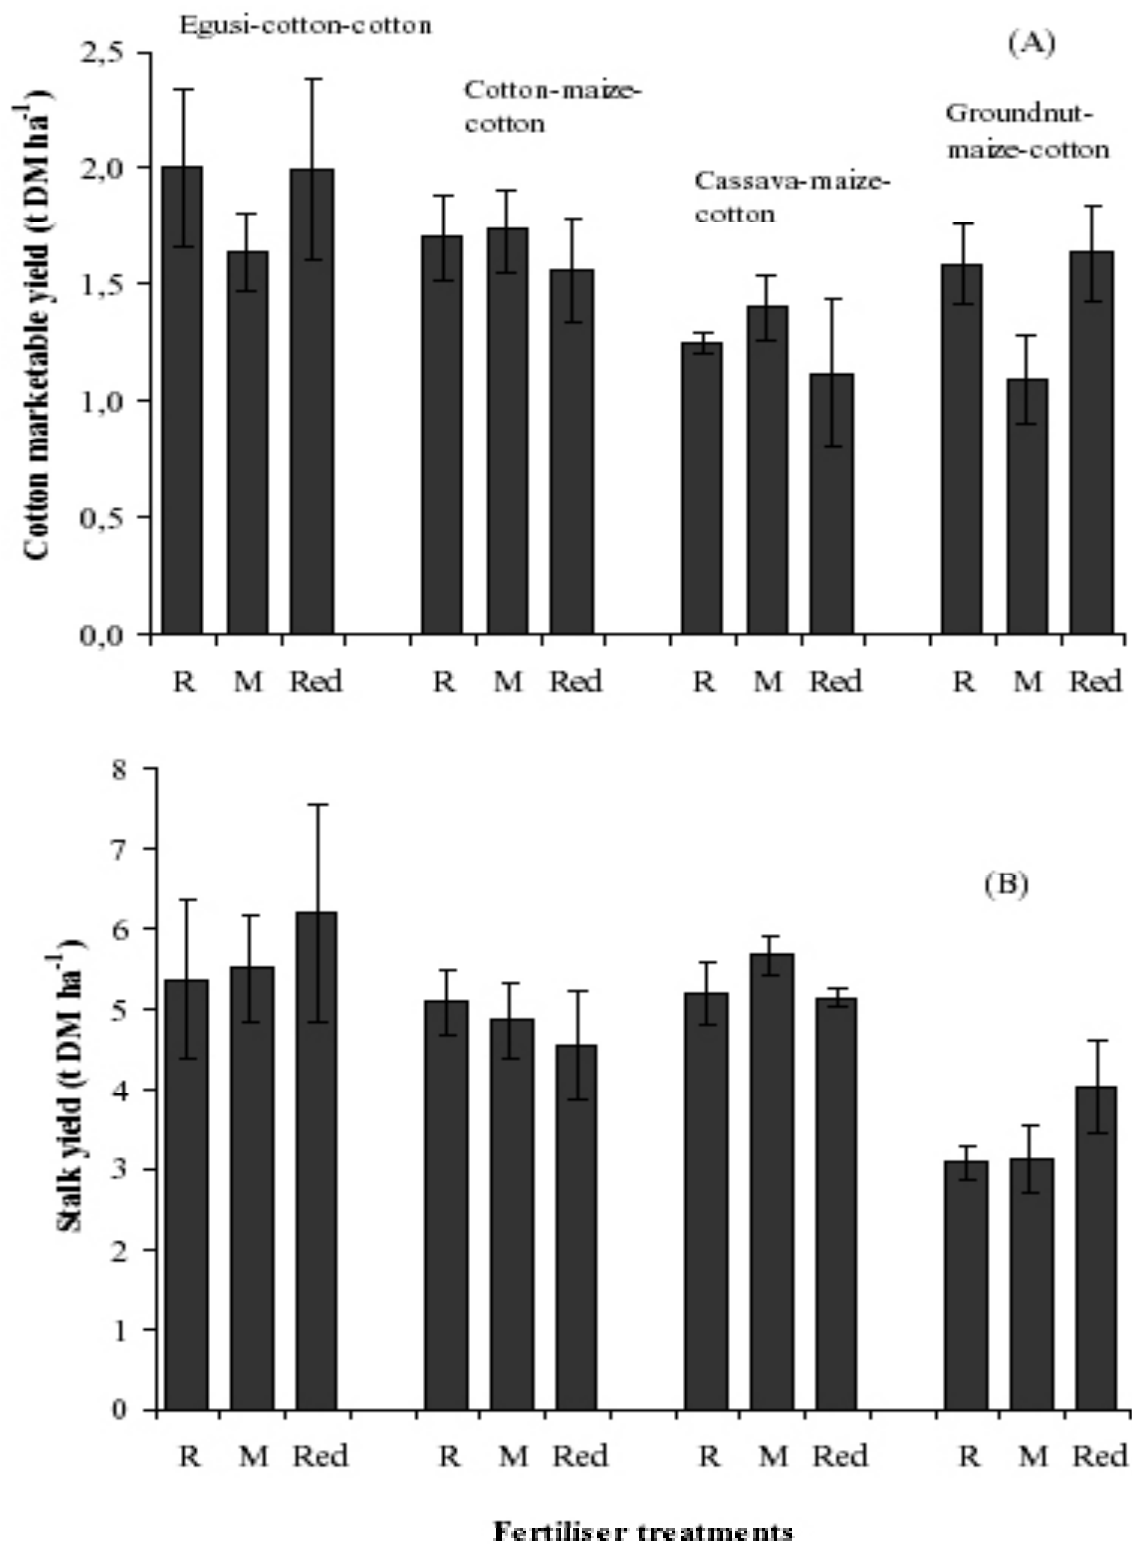 Egusi-cotton-cotton
(A)
2,5
Cotton-maize-
cotton
Groundnut-
maize-cotton
Cassava-maize-
cotton
2,0
1,5
1,0
0,5
0,0
Cotton marketable yield (t DM ha-1)
R M Red R M Red R M Red R M Red
8
7
(B)
6
5
4
3
2
1
0
Stalk yield (t DM ha-1)
R M Red R M Red R M Red R M Red
Fertiliser treatments